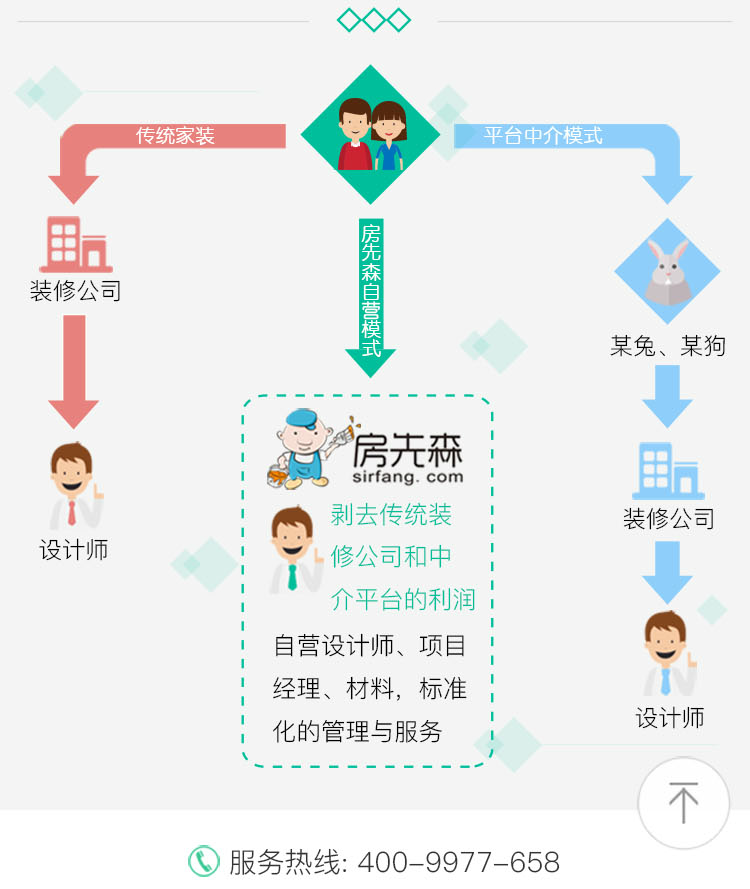 传统家装
平台中介模式
房先森自营模式
装修公司
某兔、某狗
房先森
sirfang. com
剥去传统装
修公司和中
介平台的利润
装修公司
设计师
自营设计师、项目
经理、材料，标准
化的管理与服务
设计师
服务热线: 400-9977-658